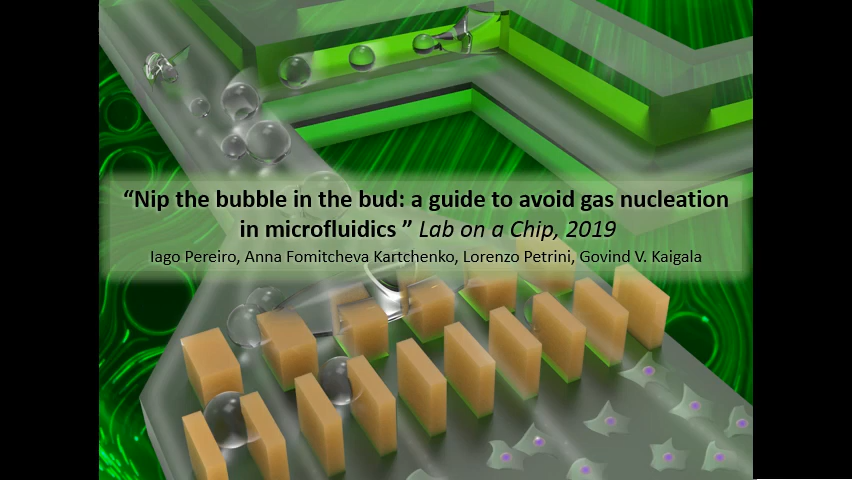 “Nip the bubble in the bud: a guide to avoid gas nucleation
in microfluidics ” Lab on a Chip, 2019
Iago Pereiro, Anna Fomitcheva Kartchenko, Lorenzo Petrini, Govind V. Kaigala